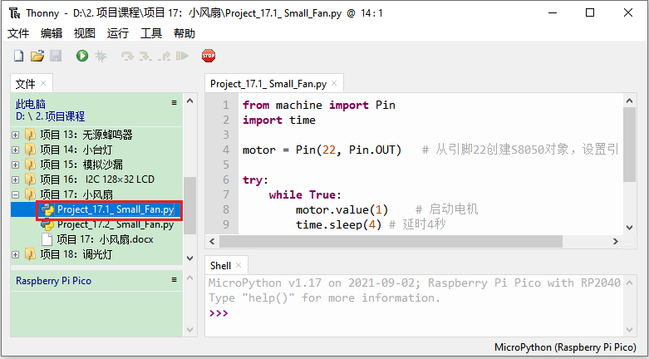 Thonny - D:\2. 项目课程\项目 17：小风扇\Project_17.1_ Small_Fan.py @ 14 : 1
文件 编辑 视图 运行 工具 帮助
STOP
文件
此电脑
D: \ 2. 项目课程
项目 13：无源蜂鸣器
项目 14：小台灯
项目 15：模拟沙漏
项目 16： I2C 128×32 LCD
项目 17：小风扇
Project_17.1_ Small_Fan.py
Project_17.2_ Small_Fan.py
项目 17：小风扇.docx
项目 18：调光灯
Raspberry Pi Pico
Project_17.1_ Small_Fan.py
1 from machine import Pin
2 import time
3
4 motor = Pin(22, Pin.OUT) # 从引脚22创建S8050对象，设置引
5
6 try:
7 while True:
8 motor.value(1) # 启动电机
9 time.sleep(4) # 延时4秒
Shell
MicroPython v1.17 on 2021-09-02; Raspberry Pi Pico with RP2040
Type "help()" for more information.
>>>
MicroPython (Raspberry Pi Pico)